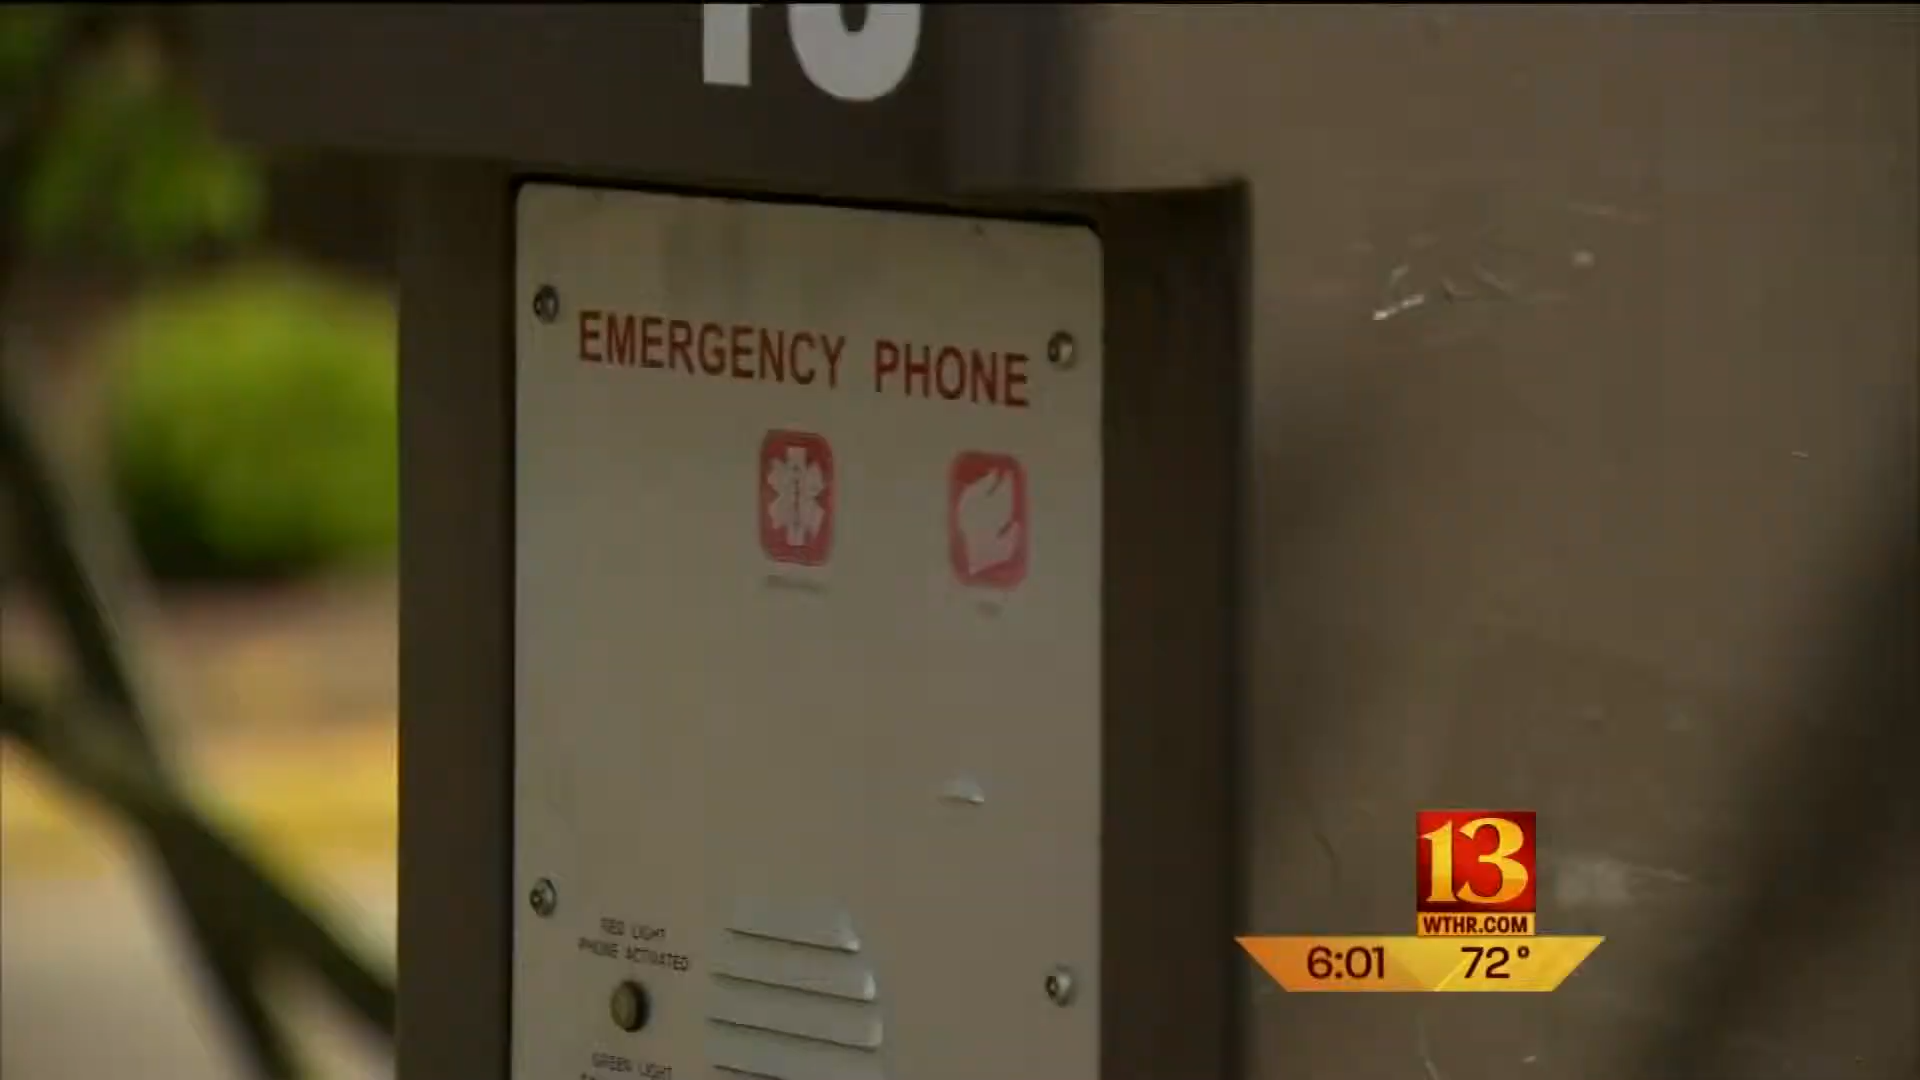 EMERGENCY PHONE
RED LIGHT
PHONE ACTIVATED
GREEN LIGHT
13
WTHR.COM
6:01 72°